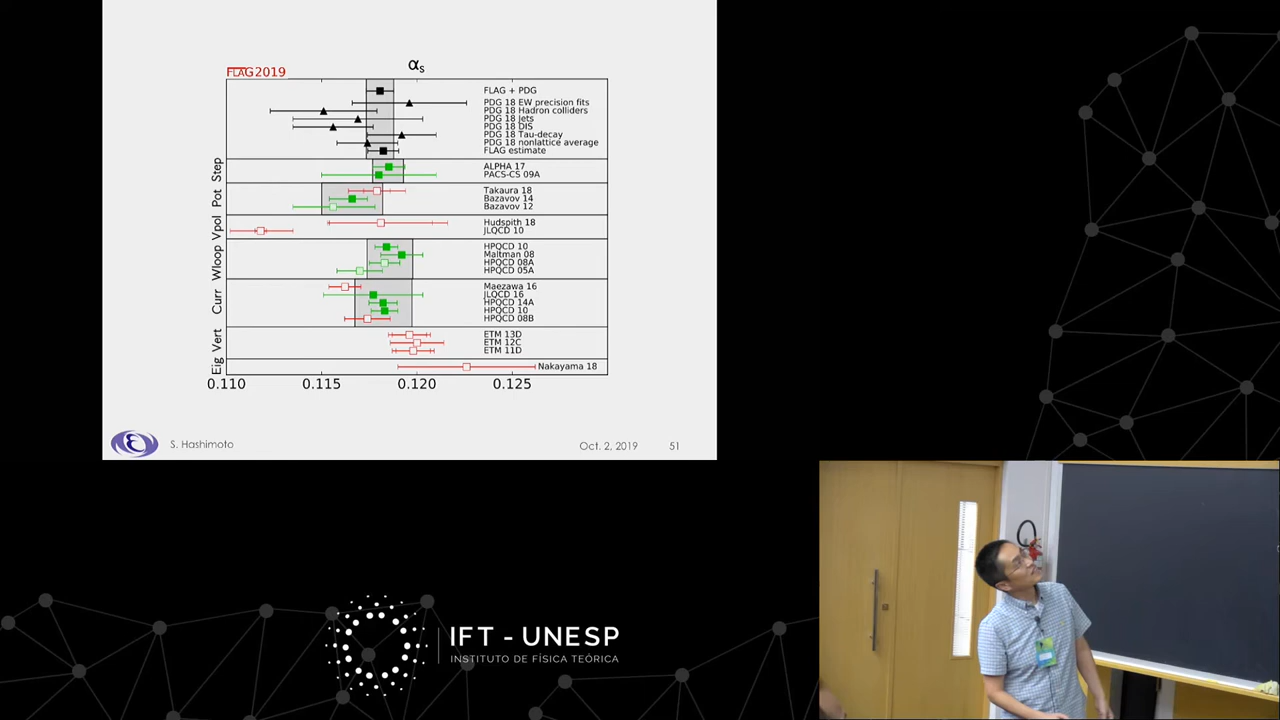 αs
FLAG2019
FLAG + PDG
PDG 18 EW precision fits
PDG 18 Hadron colliders
PDG 18 Jets
PDG 18 DIS
PDG 18 Tau-decay
PDG 18 nonlattice average
FLAG estimate
Step
ALPHA 17
PACS-CS 09A
Pot
Takaura 18
Bazavov 14
Bazavov 12
Vpol
Hudspith 18
JLQCD 10
Wloop
HPQCD 10
Maltman 08
HPQCD 08A
HPQCD 05A
Curr
Maezawa 16
JLQCD 16
HPQCD 14A
HPQCD 10
HPQCD 08B
Vert
ETM 13D
ETM 12C
ETM 11D
Eig
Nakayama 18
0.110 0.115 0.120 0.125
S. Hashimoto Oct. 2, 2019 51
IFT - UNESP
INSTITUTO DE FÍSICA TEÓRICA